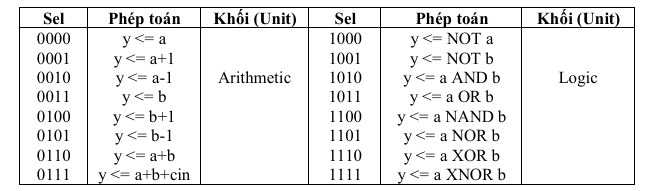 Sel Phép toán Khối (Unit) Sel Phép toán Khối (Unit)
0000 y <= a 1000 y <= NOT a
0001 y <= a+1 1001 y <= NOT b
0010 y <= a-1 Arithmetic 1010 y <= a AND b Logic
0011 y <= b 1011 y <= a OR b
0100 y <= b+1 1100 y <= a NAND b
0101 y <= b-1 1101 y <= a NOR b
0110 y <= a+b 1110 y <= a XOR b
0111 y <= a+b+cin 1111 y <= a XNOR b